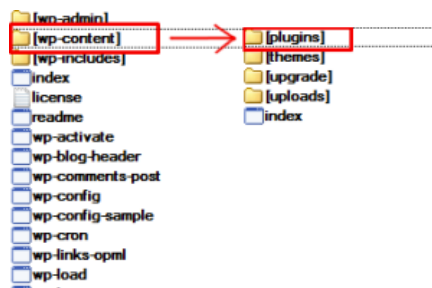 [wp-admin]
[wp-content]
[wp-includes]
index
license
readme
wp-activate
wp-blog-header
wp-comments-post
wp-config
wp-config-sample
wp-cron
wp-links-opml
wp-load
[plugins]
[themes]
[upgrade]
[uploads]
index